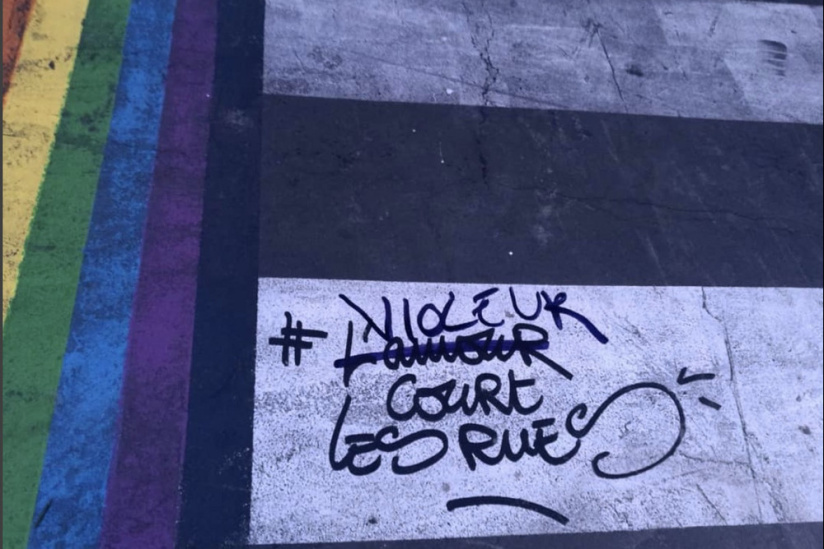 VIOLEUR
# L'amour
COURT
LES RUES